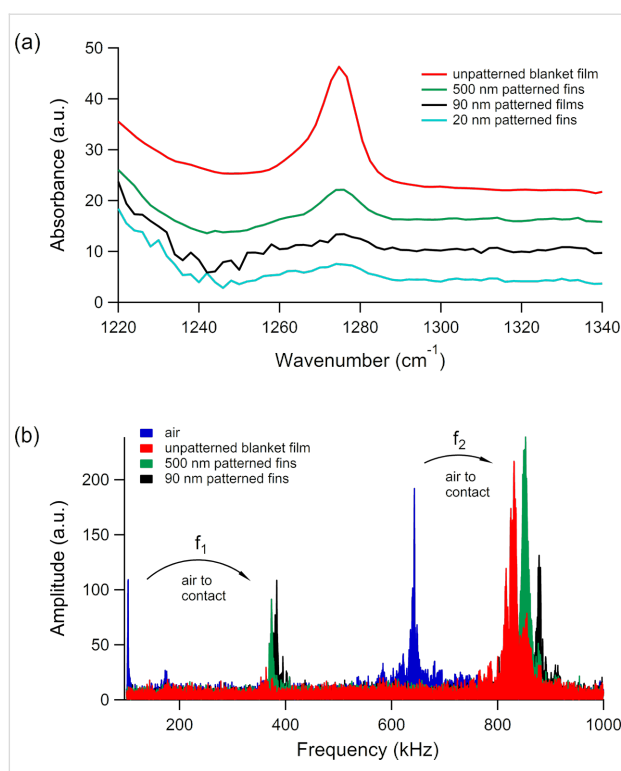 (a)
50
40
30
20
10
0
Absorbance (a.u.)
unpatterned blanket film
500 nm patterned fins
90 nm patterned films
20 nm patterned fins
1220 1240 1260 1280 1300 1320 1340
Wavenumber (cm⁻¹)
(b)
air
unpatterned blanket film
500 nm patterned fins
90 nm patterned fins
f₁
air to
contact
f₂
air to
contact
200
150
100
50
0
Amplitude (a.u.)
200 400 600 800 1000
Frequency (kHz)